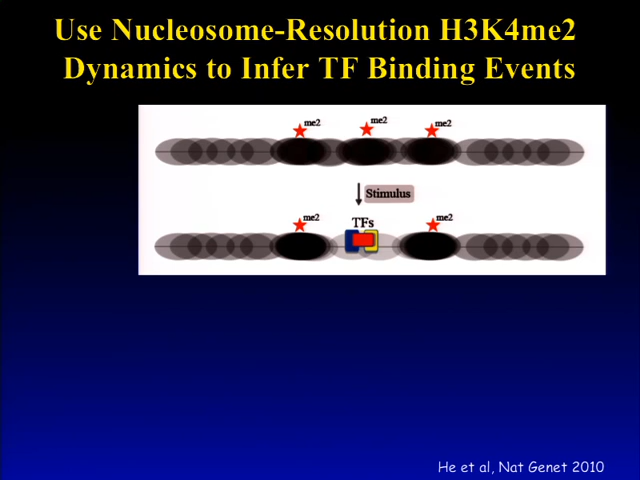 Use Nucleosome-Resolution H3K4me2
Dynamics to Infer TF Binding Events
me2 me2 me2
Stimulus
TFs
me2 me2
He et al, Nat Genet 2010